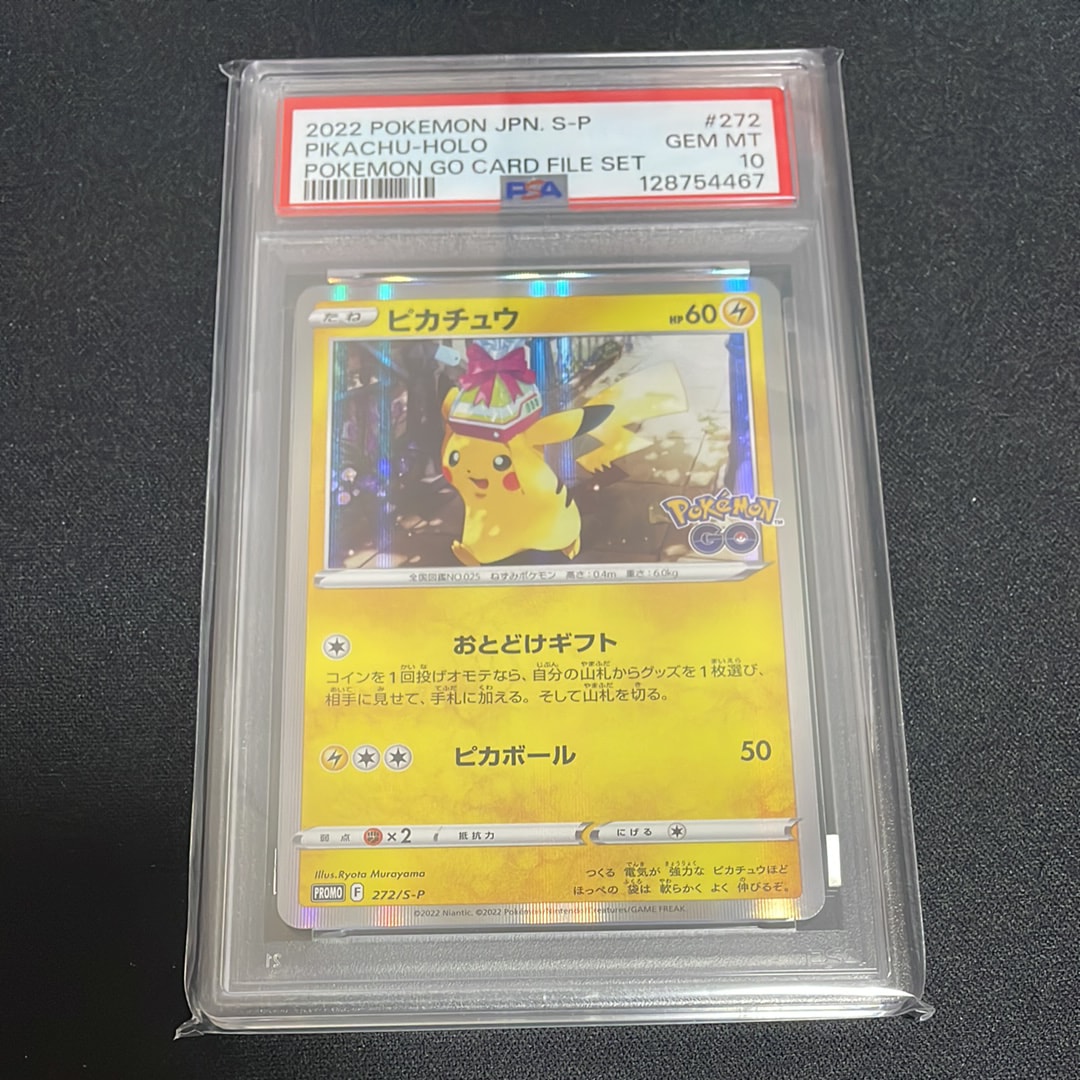 2022 POKEMON JPN. S-P #272
PIKACHU-HOLO GEM MT
POKEMON GO CARD FILE SET 10
PSA 128754467
たね ピカチュウ HP60
POKéMON™
GO
全国図鑑NO.025 ねずみポケモン 高さ：0.4m 重さ：6.0kg
おとどけギフト
コインを1回投げオモテなら、自分の山札からグッズを1枚選び、
相手に見せて、手札に加える。そして山札を切る。
ピカボール 50
弱点 ×2 抵抗力 にげる
Illus.Ryota Murayama
つくる 電気が 強力な ピカチュウほど
ほっぺの 袋は 軟らかく よく 伸びるぞ。
PROMO F 272/S-P
©2022 Niantic, ©2022 Pokémon/Nintendo/Creatures/GAME FREAK.
21